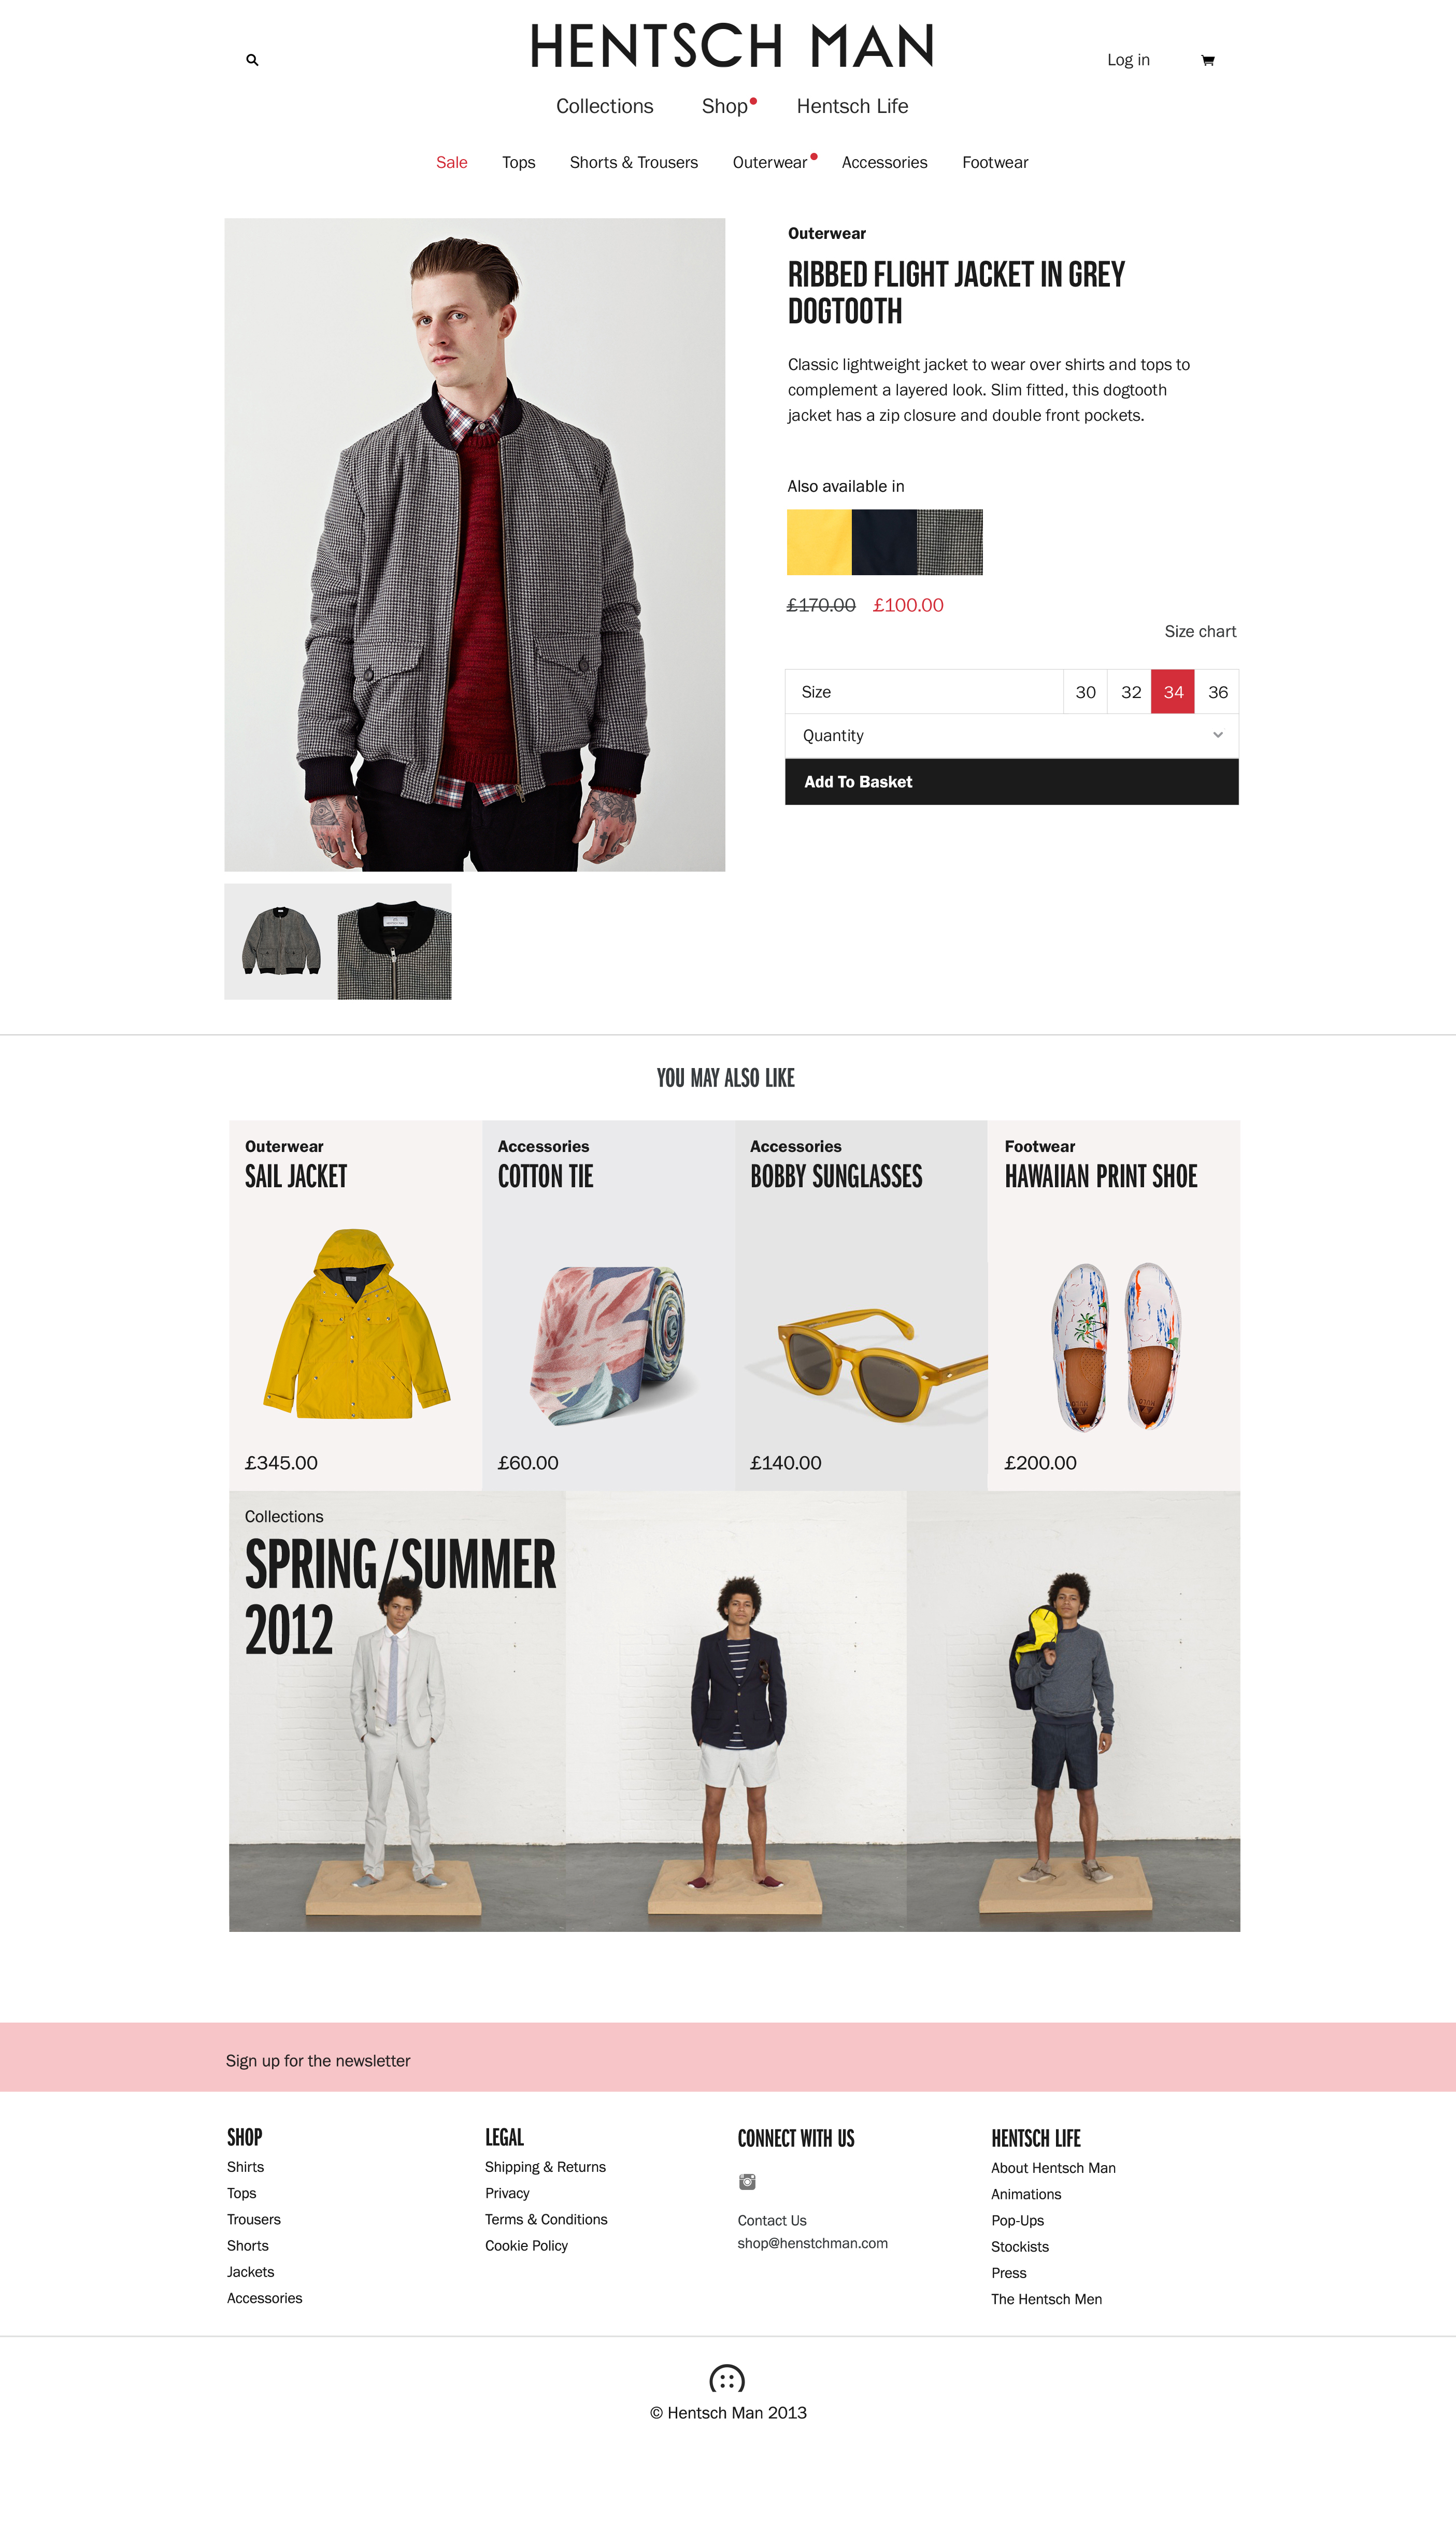 HENTSCH MAN
Log in
Collections Shop Hentsch Life
Sale Tops Shorts & Trousers Outerwear Accessories Footwear
Outerwear
RIBBED FLIGHT JACKET IN GREY
DOGTOOTH
Classic lightweight jacket to wear over shirts and tops to
complement a layered look. Slim fitted, this dogtooth
jacket has a zip closure and double front pockets.
Also available in
£170.00 £100.00
Size chart
Size 30 32 34 36
Quantity
Add To Basket
YOU MAY ALSO LIKE
Outerwear
SAIL JACKET
£345.00
Accessories
COTTON TIE
£60.00
Accessories
BOBBY SUNGLASSES
£140.00
Footwear
HAWAIIAN PRINT SHOE
£200.00
Collections
SPRING/SUMMER
2012
Sign up for the newsletter
SHOP
Shirts
Tops
Trousers
Shorts
Jackets
Accessories
LEGAL
Shipping & Returns
Privacy
Terms & Conditions
Cookie Policy
CONNECT WITH US
Contact Us
shop@henstchman.com
HENTSCH LIFE
About Hentsch Man
Animations
Pop-Ups
Stockists
Press
The Hentsch Men
© Hentsch Man 2013